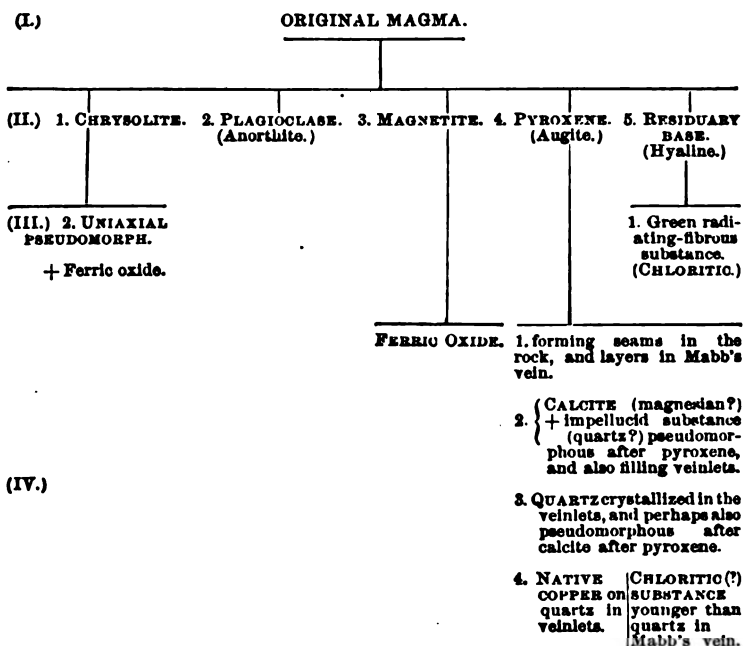 (I.) ORIGINAL MAGMA.
(II.) 1. CHRYSOLITE. 2. PLAGIOCLASE. 3. MAGNETITE. 4. PYROXENE. 5. RESIDUARY
(Anorthite.) (Augite.) BASE.
(Hyaline.)
(III.) 2. UNIAXIAL
PSEUDOMORPH.
+ Ferric oxide.
1. Green radi-
ating-fibrous
substance.
(CHLORITIC.)
FERRIC OXIDE.
1. forming seams in the
rock, and layers in Mabb's
vein.
2. { CALCITE (magnesian?)
+ impellucid substance
(quartz?) pseudomor-
phous after pyroxene,
and also filling veinlets.
(IV.)
3. QUARTZ crystallized in the
veinlets, and perhaps also
pseudomorphous after
calcite after pyroxene.
4. NATIVE CHLORITIC (?)
COPPER on SUBSTANCE
quartz in younger than
veinlets. quartz in
Mabb's vein.